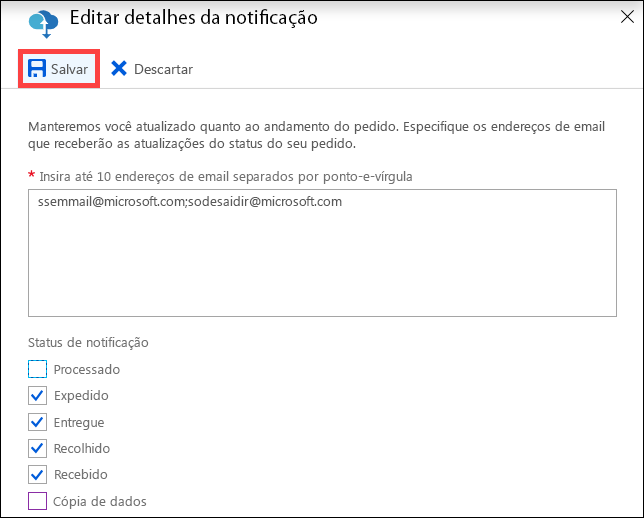 Editar detalhes da notificação
Salvar
Descartar
Manteremos você atualizado quanto ao andamento do pedido. Especifique os endereços de email
que receberão as atualizações do status do seu pedido.
* Insira até 10 endereços de email separados por ponto-e-vírgula
ssemmail@microsoft.com;sodesaidir@microsoft.com
Status de notificação
Processado
Expedido
Entregue
Recolhido
Recebido
Cópia de dados